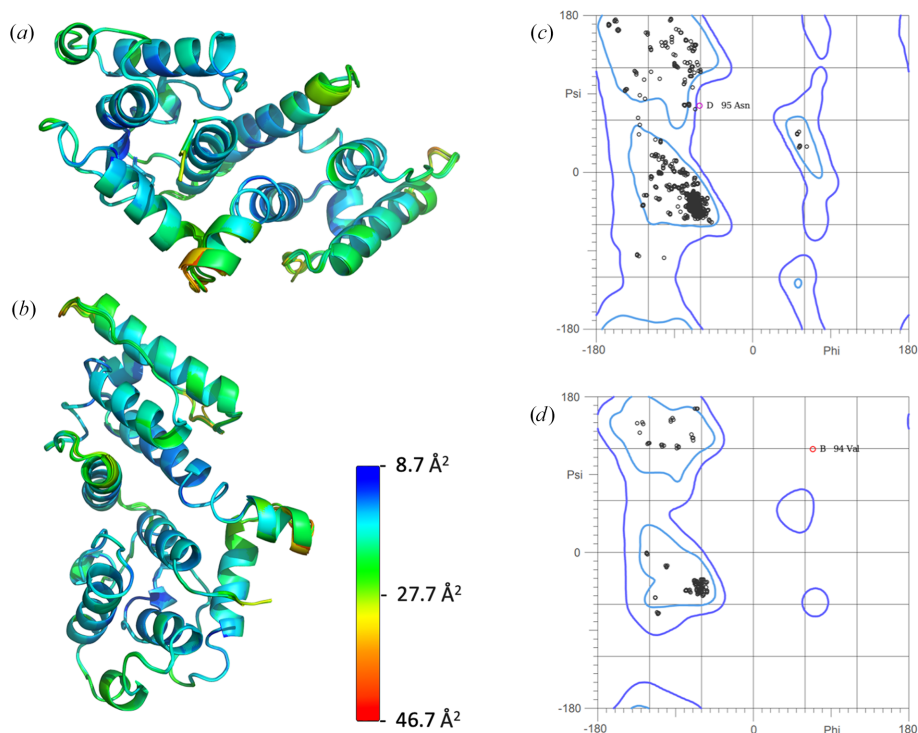 (a)
(b)
8.7 Å²
27.7 Å²
46.7 Å²
(c)
180
Psi
0
-180
D 95 Asn
-180
0
Phi
180
(d)
180
Psi
0
-180
B 94 Val
-180
0
Phi
180